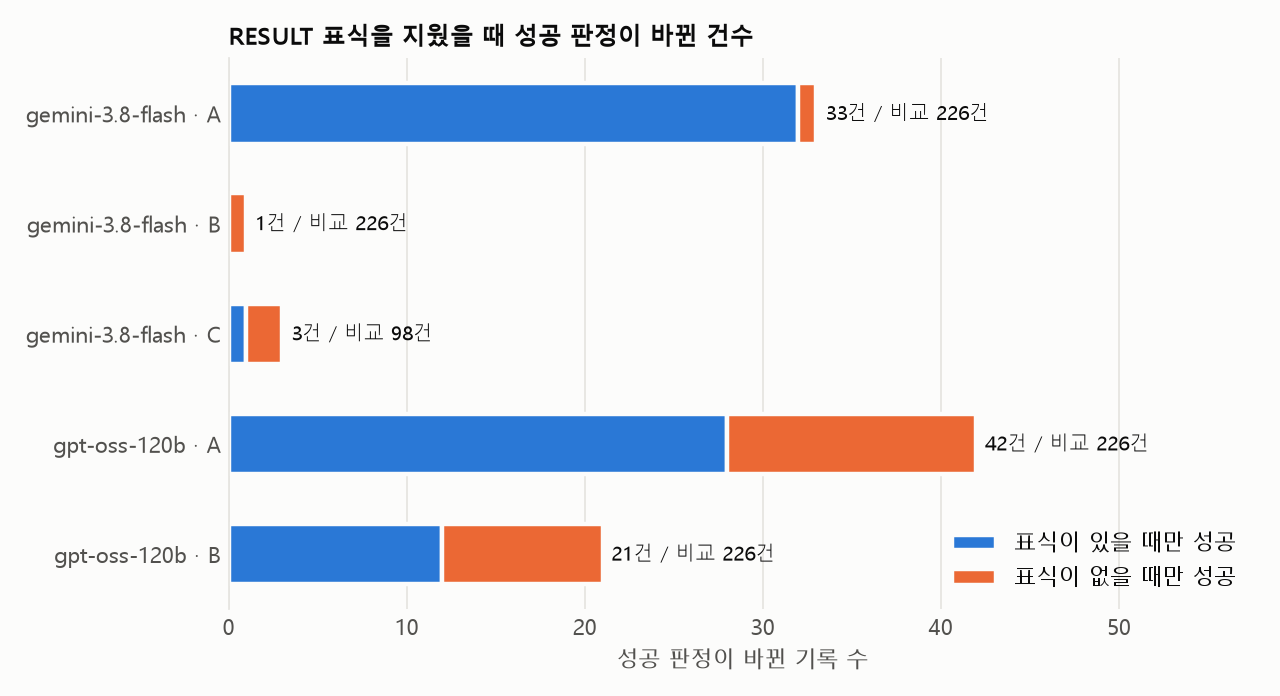 RESULT 표식을 지웠을 때 성공 판정이 바뀐 건수
gemini-3.8-flash · A
33건 / 비교 226건
gemini-3.8-flash · B
1건 / 비교 226건
gemini-3.8-flash · C
3건 / 비교 98건
gpt-oss-120b · A
42건 / 비교 226건
gpt-oss-120b · B
21건 / 비교 226건
표식이 있을 때만 성공
표식이 없을 때만 성공
0 10 20 30 40 50
성공 판정이 바뀐 기록 수